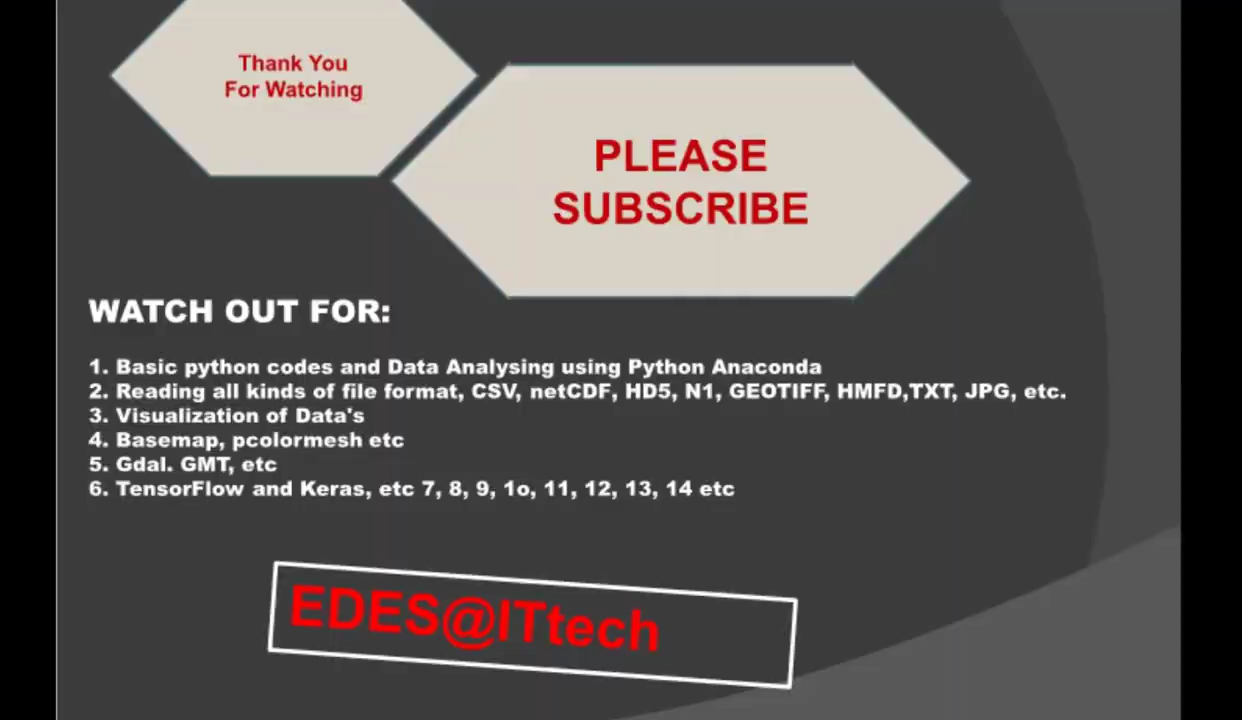 Thank You
For Watching
PLEASE
SUBSCRIBE
WATCH OUT FOR:
1. Basic python codes and Data Analysing using Python Anaconda
2. Reading all kinds of file format, CSV, netCDF, HD5, N1, GEOTIFF, HMFD,TXT, JPG, etc.
3. Visualization of Data's
4. Basemap, pcolormesh etc
5. Gdal. GMT, etc
6. TensorFlow and Keras, etc 7, 8, 9, 1o, 11, 12, 13, 14 etc
EDES@ITtech